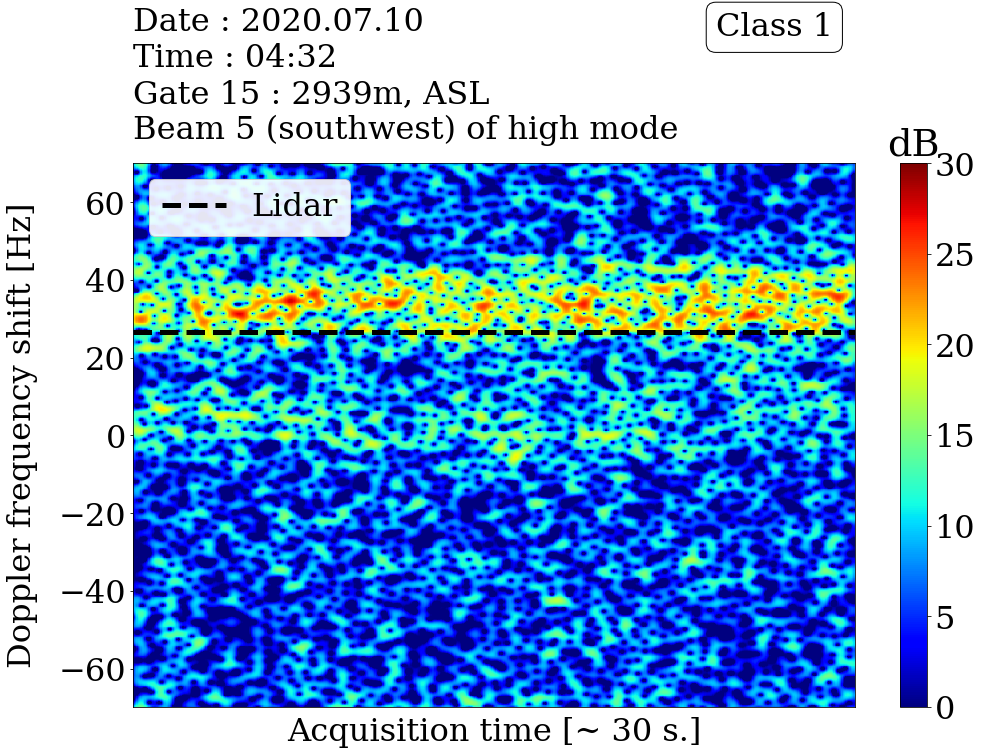 Date : 2020.07.10
Class 1
Time : 04:32
Gate 15 : 2939m, ASL
Beam 5 (southwest) of high mode
dB
Lidar
60
40
20
0
−20
−40
−60
Doppler frequency shift [Hz]
Acquisition time [~ 30 s.]
30
25
20
15
10
5
0